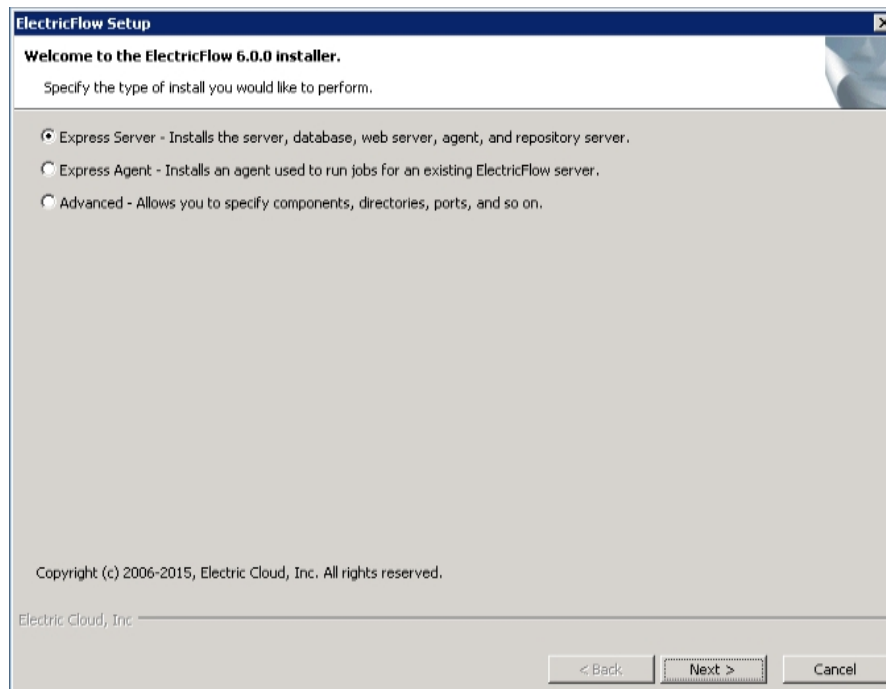 ElectricFlow Setup
Welcome to the ElectricFlow 6.0.0 installer.
Specify the type of install you would like to perform.
Express Server - Installs the server, database, web server, agent, and repository server.
Express Agent - Installs an agent used to run jobs for an existing ElectricFlow server.
Advanced - Allows you to specify components, directories, ports, and so on.
Copyright (c) 2006-2015, Electric Cloud, Inc. All rights reserved.
Electric Cloud, Inc
< Back Next > Cancel